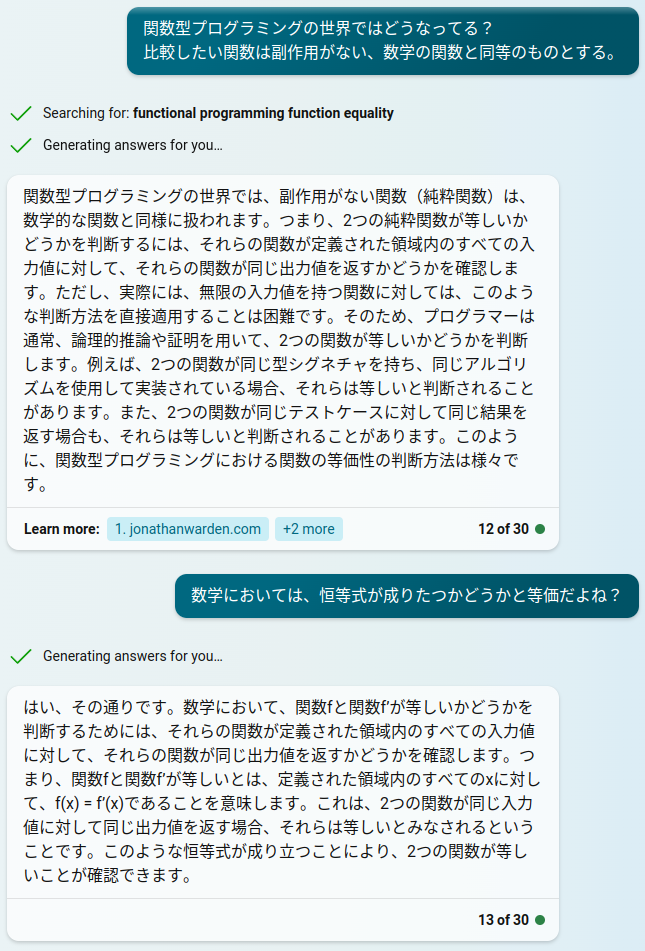 関数型プログラミングの世界ではどうなってる？
比較したい関数は副作用がない、数学の関数と同等のものとする。
Searching for: functional programming function equality
Generating answers for you…
関数型プログラミングの世界では、副作用がない関数（純粋関数）は、
数学的な関数と同様に扱われます。つまり、2つの純粋関数が等しいか
どうかを判断するには、それらの関数が定義された領域内のすべての入
力値に対して、それらの関数が同じ出力値を返すかどうかを確認しま
す。ただし、実際には、無限の入力値を持つ関数に対しては、このよう
な判断方法を直接適用することは困難です。そのため、プログラマーは
通常、論理的推論や証明を用いて、2つの関数が等しいかどうかを判断
します。例えば、2つの関数が同じ型シグネチャを持ち、同じアルゴリ
ズムを使用して実装されている場合、それらは等しいと判断されること
があります。また、2つの関数が同じテストケースに対して同じ結果を
返す場合も、それらは等しいと判断されることがあります。このよう
に、関数型プログラミングにおける関数の等価性の判断方法は様々で
す。
Learn more: 1. jonathanwarden.com +2 more 12 of 30
数学においては、恒等式が成りたつかどうかと等価だよね？
Generating answers for you…
はい、その通りです。数学において、関数fと関数f’が等しいかどうかを
判断するためには、それらの関数が定義された領域内のすべての入力値
に対して、それらの関数が同じ出力値を返すかどうかを確認します。つ
まり、関数fと関数f’が等しいとは、定義された領域内のすべてのxに対し
て、f(x) = f’(x)であることを意味します。これは、2つの関数が同じ入力
値に対して同じ出力値を返す場合、それらは等しいとみなされるという
ことです。このような恒等式が成り立つことにより、2つの関数が等し
いことが確認できます。
13 of 30